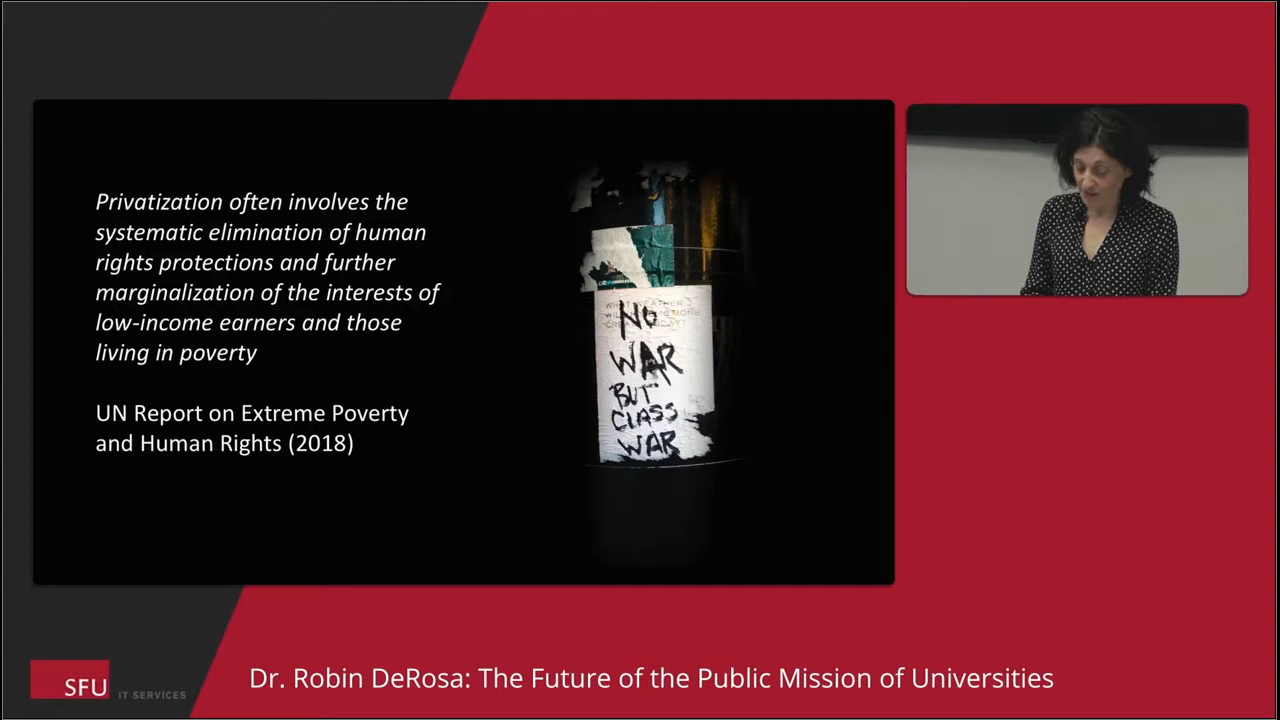 Privatization often involves the
systematic elimination of human
rights protections and further
marginalization of the interests of
low-income earners and those
living in poverty
UN Report on Extreme Poverty
and Human Rights (2018)
NO
WAR
BUT
CLASS
WAR
SFU IT SERVICES
Dr. Robin DeRosa: The Future of the Public Mission of Universities